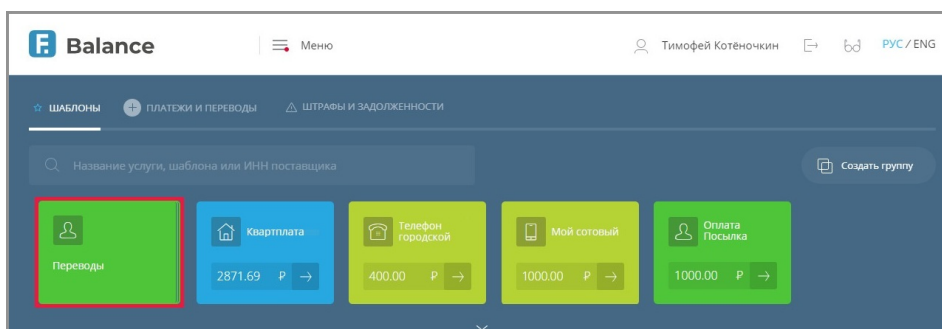 F. Balance
Меню
Тимофей Котёночкин
РУС / ENG
ШАБЛОНЫ
ПЛАТЕЖИ И ПЕРЕВОДЫ
ШТРАФЫ И ЗАДОЛЖЕННОСТИ
Название услуги, шаблона или ИНН поставщика
Создать группу
Переводы
Квартплата
2871.69 ₽
Телефон
городской
400.00 ₽
Мой сотовый
1000.00 ₽
Оплата
Посылка
1000.00 ₽